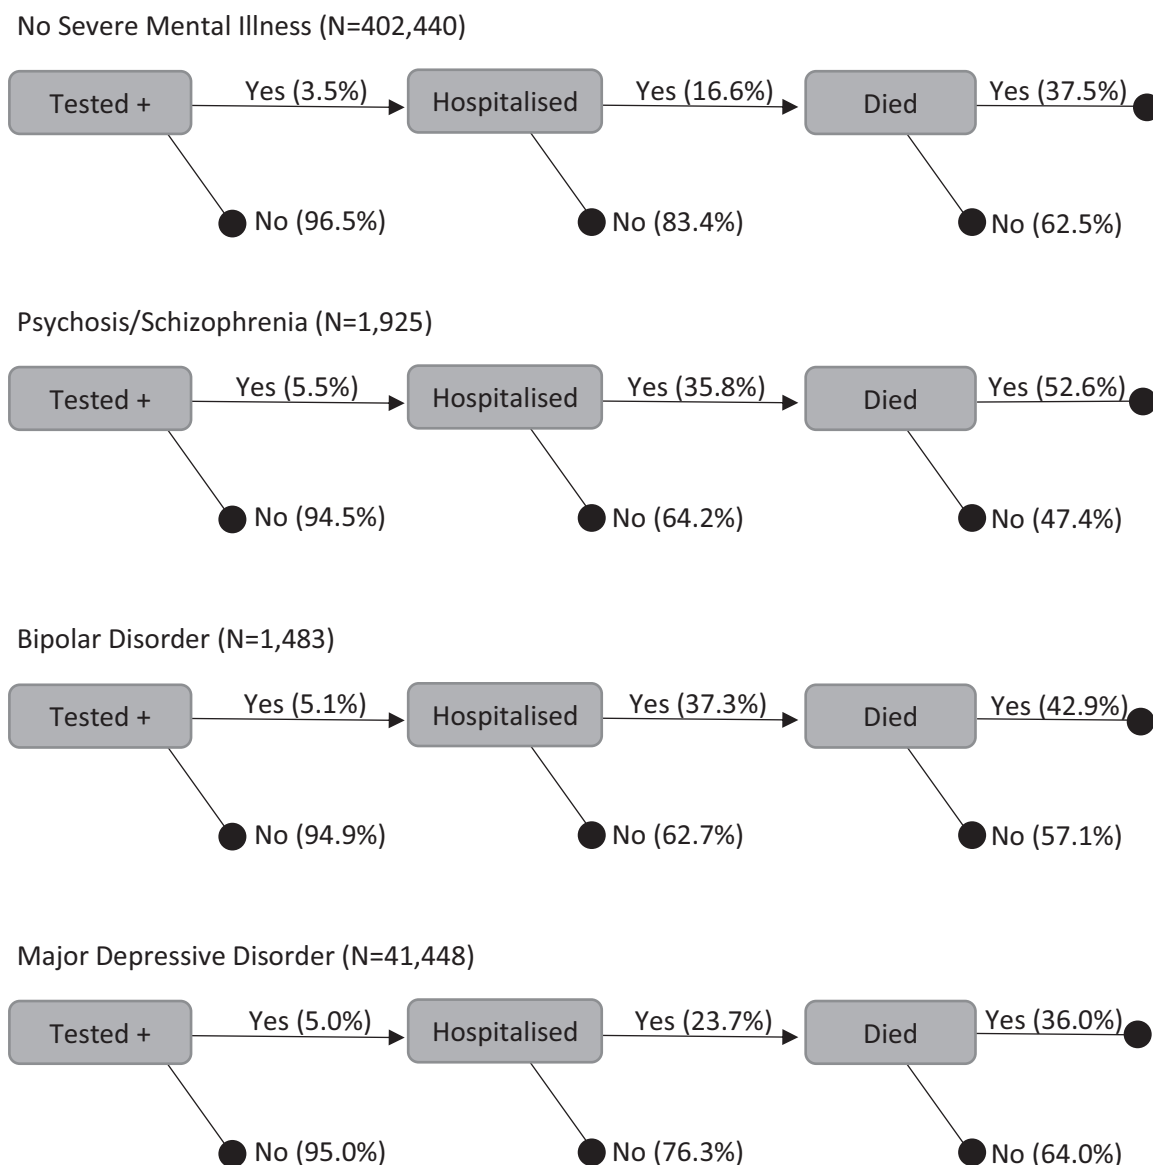 No Severe Mental Illness (N=402,440)
Tested + Yes (3.5%) Hospitalised Yes (16.6%) Died Yes (37.5%)
No (96.5%) No (83.4%) No (62.5%)
Psychosis/Schizophrenia (N=1,925)
Tested + Yes (5.5%) Hospitalised Yes (35.8%) Died Yes (52.6%)
No (94.5%) No (64.2%) No (47.4%)
Bipolar Disorder (N=1,483)
Tested + Yes (5.1%) Hospitalised Yes (37.3%) Died Yes (42.9%)
No (94.9%) No (62.7%) No (57.1%)
Major Depressive Disorder (N=41,448)
Tested + Yes (5.0%) Hospitalised Yes (23.7%) Died Yes (36.0%)
No (95.0%) No (76.3%) No (64.0%)